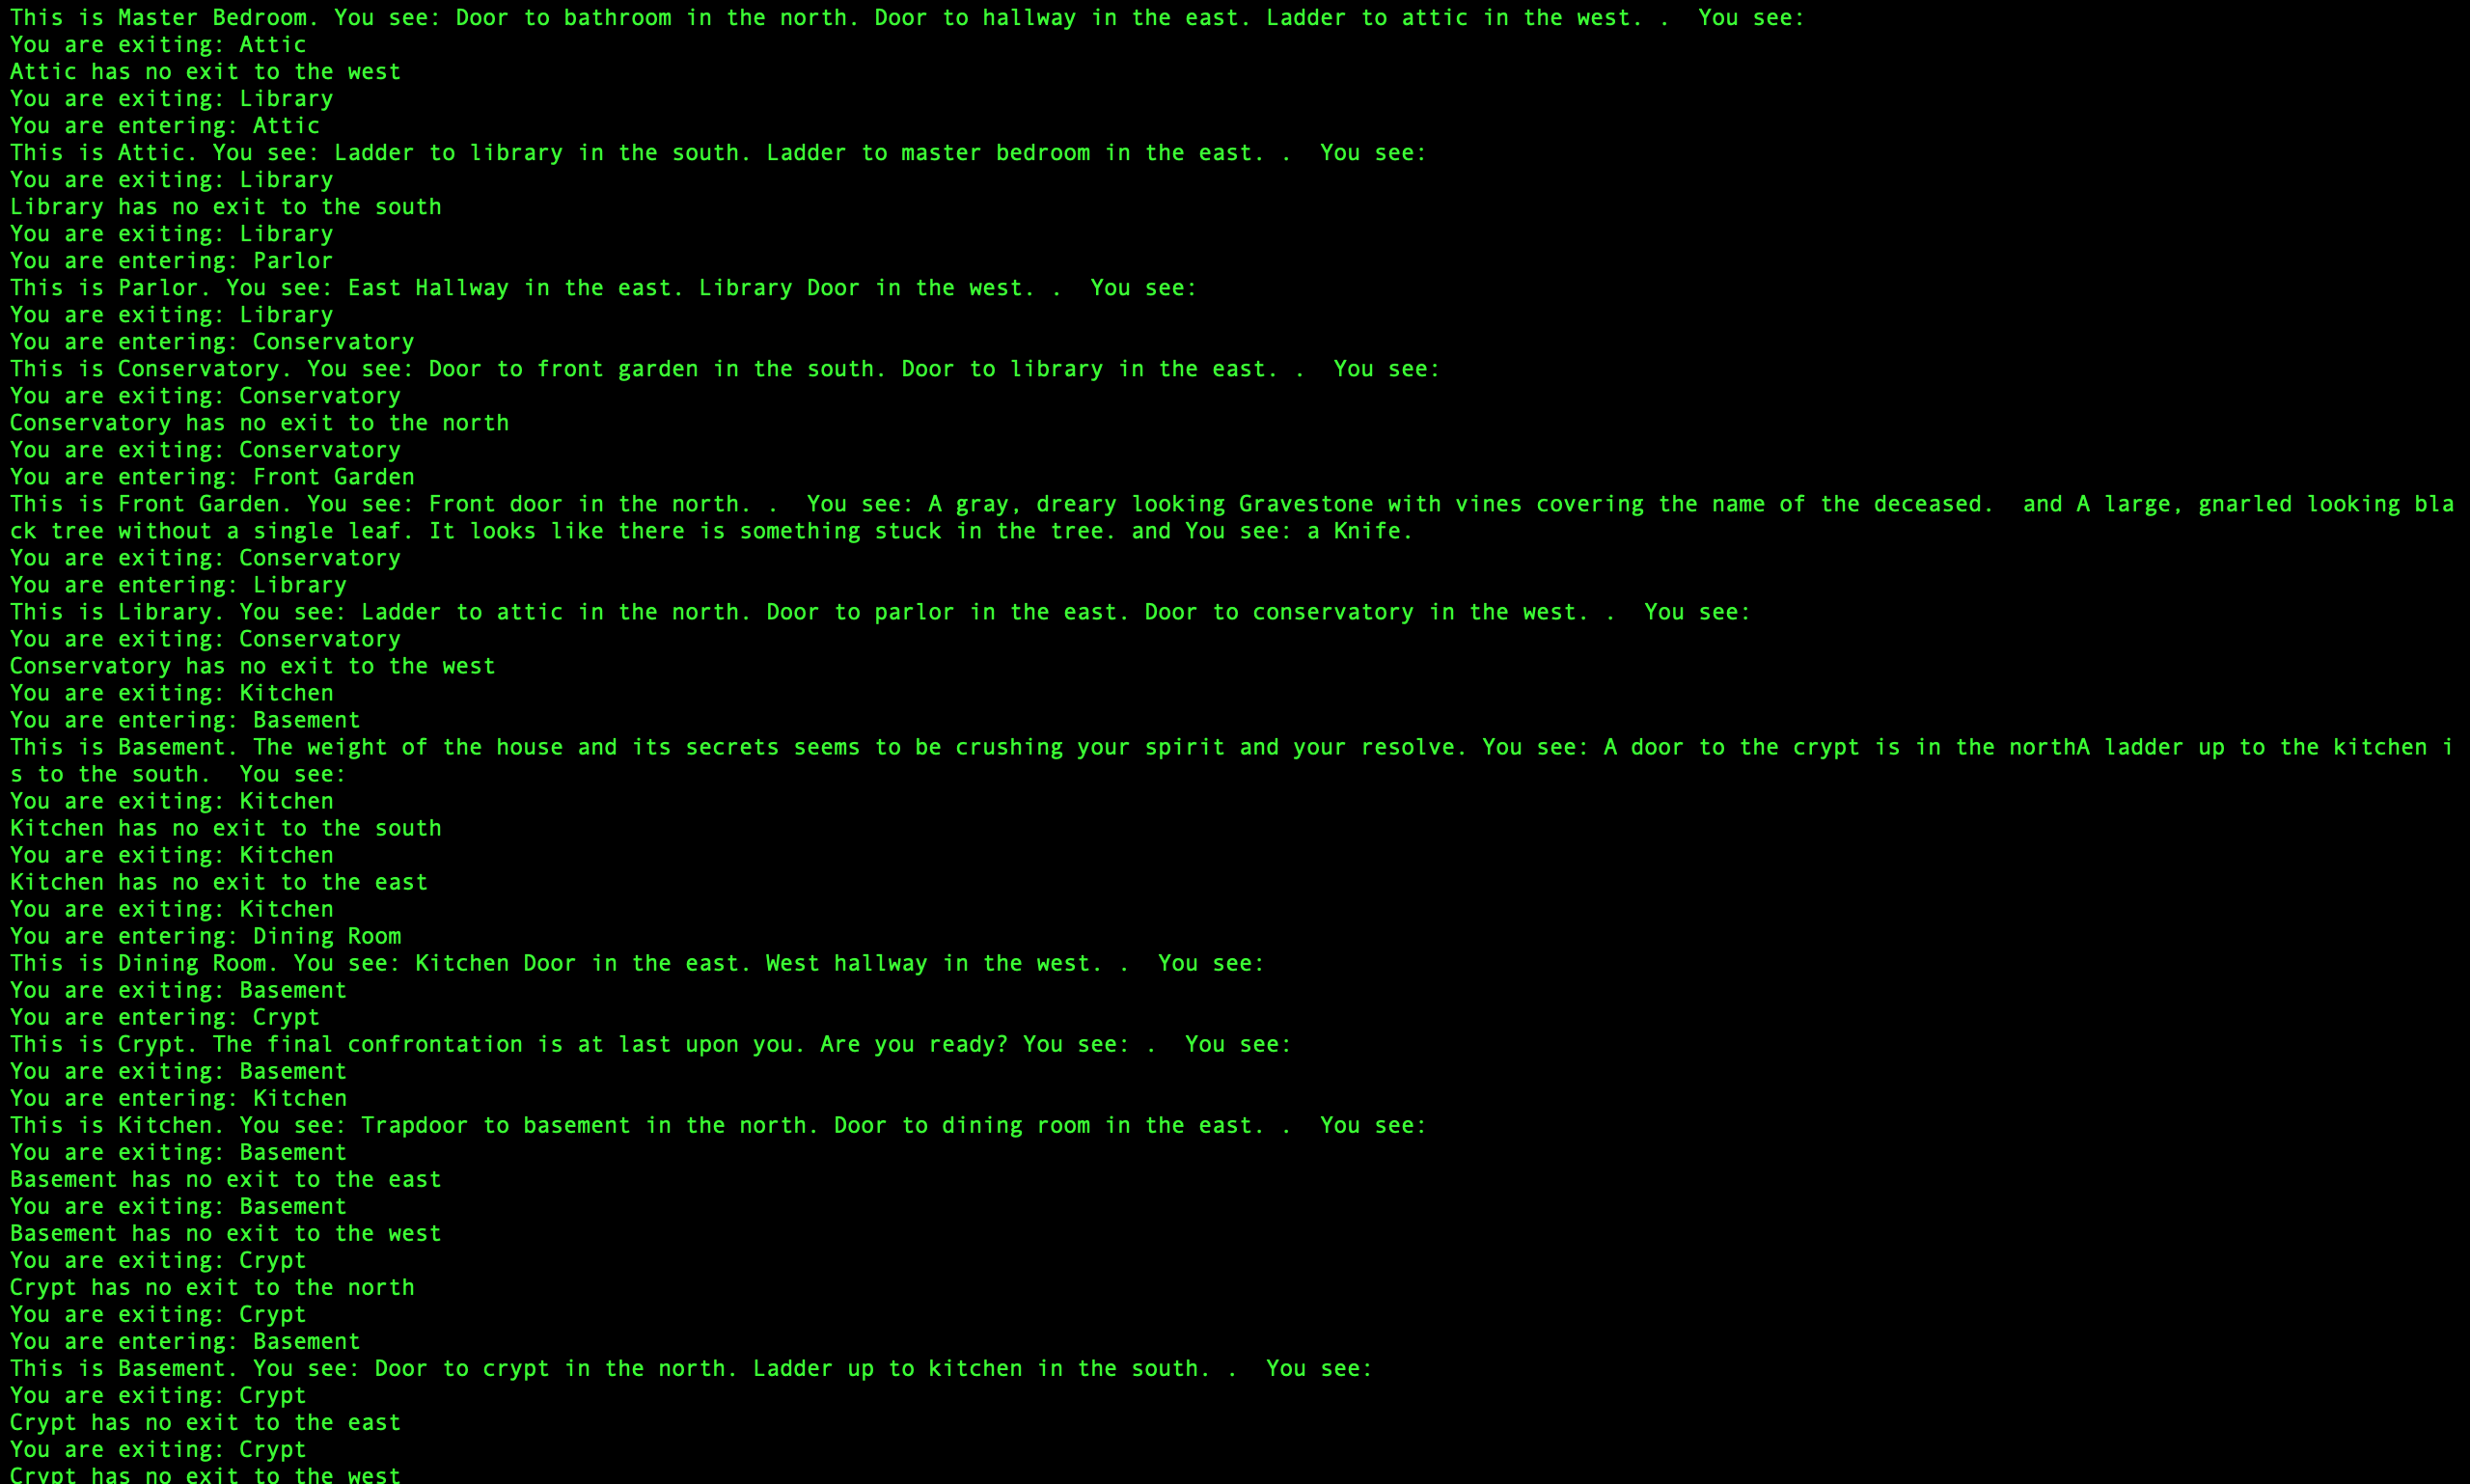 This is Master Bedroom. You see: Door to bathroom in the north. Door to hallway in the east. Ladder to attic in the west. .  You see:
You are exiting: Attic
Attic has no exit to the west
You are exiting: Library
You are entering: Attic
This is Attic. You see: Ladder to library in the south. Ladder to master bedroom in the east. .  You see:
You are exiting: Library
Library has no exit to the south
You are exiting: Library
You are entering: Parlor
This is Parlor. You see: East Hallway in the east. Library Door in the west. .  You see:
You are exiting: Library
You are entering: Conservatory
This is Conservatory. You see: Door to front garden in the south. Door to library in the east. .  You see:
You are exiting: Conservatory
Conservatory has no exit to the north
You are exiting: Conservatory
You are entering: Front Garden
This is Front Garden. You see: Front door in the north. .  You see: A gray, dreary looking Gravestone with vines covering the name of the deceased.  and A large, gnarled looking bla
ck tree without a single leaf. It looks like there is something stuck in the tree. and You see: a Knife.
You are exiting: Conservatory
You are entering: Library
This is Library. You see: Ladder to attic in the north. Door to parlor in the east. Door to conservatory in the west. .  You see:
You are exiting: Conservatory
Conservatory has no exit to the west
You are exiting: Kitchen
You are entering: Basement
This is Basement. The weight of the house and its secrets seems to be crushing your spirit and your resolve. You see: A door to the crypt is in the northA ladder up to the kitchen i
s to the south.  You see:
You are exiting: Kitchen
Kitchen has no exit to the south
You are exiting: Kitchen
Kitchen has no exit to the east
You are exiting: Kitchen
You are entering: Dining Room
This is Dining Room. You see: Kitchen Door in the east. West hallway in the west. .  You see:
You are exiting: Basement
You are entering: Crypt
This is Crypt. The final confrontation is at last upon you. Are you ready? You see: .  You see:
You are exiting: Basement
You are entering: Kitchen
This is Kitchen. You see: Trapdoor to basement in the north. Door to dining room in the east. .  You see:
You are exiting: Basement
Basement has no exit to the east
You are exiting: Basement
Basement has no exit to the west
You are exiting: Crypt
Crypt has no exit to the north
You are exiting: Crypt
You are entering: Basement
This is Basement. You see: Door to crypt in the north. Ladder up to kitchen in the south. .  You see:
You are exiting: Crypt
Crypt has no exit to the east
You are exiting: Crypt
Crypt has no exit to the west